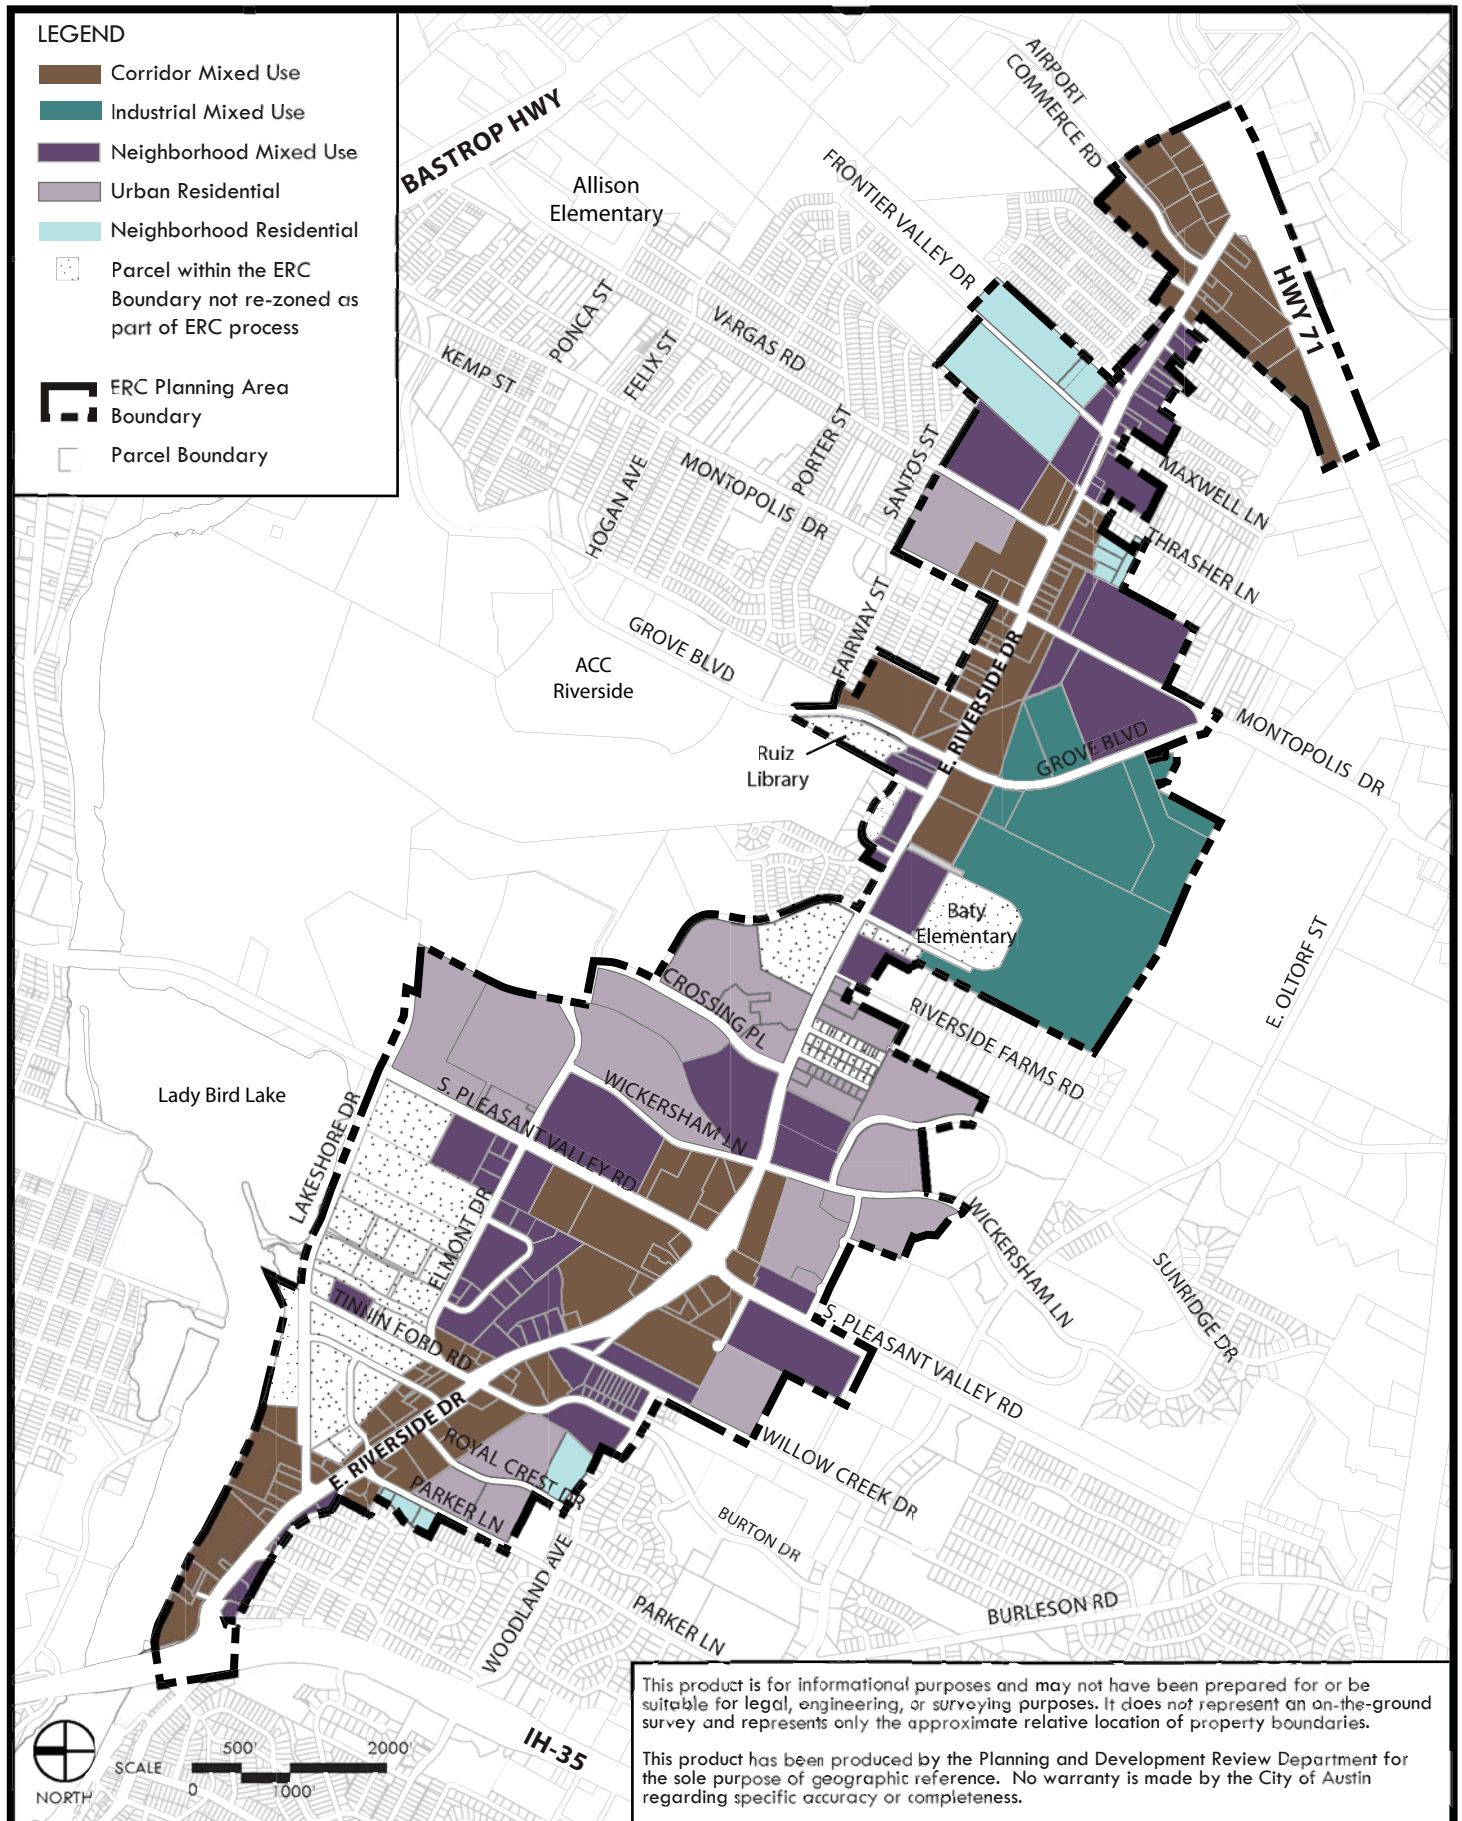 LEGEND
Corridor Mixed Use
Industrial Mixed Use
Neighborhood Mixed Use
Urban Residential
Neighborhood Residential
Parcel within the ERC
Boundary not re-zoned as
part of ERC process
ERC Planning Area
Boundary
Parcel Boundary
BASTROP HWY
AIRPORT
COMMERCE RD
Allison
Elementary
FRONTIER VALLEY DR
HWY 71
PONCA ST
VARGAS RD
FELIX ST
KEMP ST
PORTER ST
SANTOS ST
MONTOPOLIS DR
HOGAN AVE
MAXWELL LN
THRASHER LN
FAIRWAY ST
GROVE BLVD
ACC
Riverside
E. RIVERSIDE DR
GROVE BLVD
MONTOPOLIS DR
Ruiz
Library
Baty
Elementary
E. OLTORF ST
CROSSING PL
RIVERSIDE FARMS RD
Lady Bird Lake
LAKESHORE DR
S. PLEASANT VALLEY RD
WICKERSHAM LN
ELMONT DR
WICKERSHAM LN
SUNRIDGE DR
TINNIN FORD RD
S. PLEASANT VALLEY RD
E. RIVERSIDE DR
ROYAL CREST DR
PARKER LN
WILLOW CREEK DR
BURTON DR
WOODLAND AVE
PARKER LN
BURLESON RD
IH-35
NORTH
SCALE
500'
2000'
0
1000'
This product is for informational purposes and may not have been prepared for or be
suitable for legal, engineering, or surveying purposes. It does not represent an on-the-ground
survey and represents only the approximate relative location of property boundaries.
This product has been produced by the Planning and Development Review Department for
the sole purpose of geographic reference. No warranty is made by the City of Austin
regarding specific accuracy or completeness.